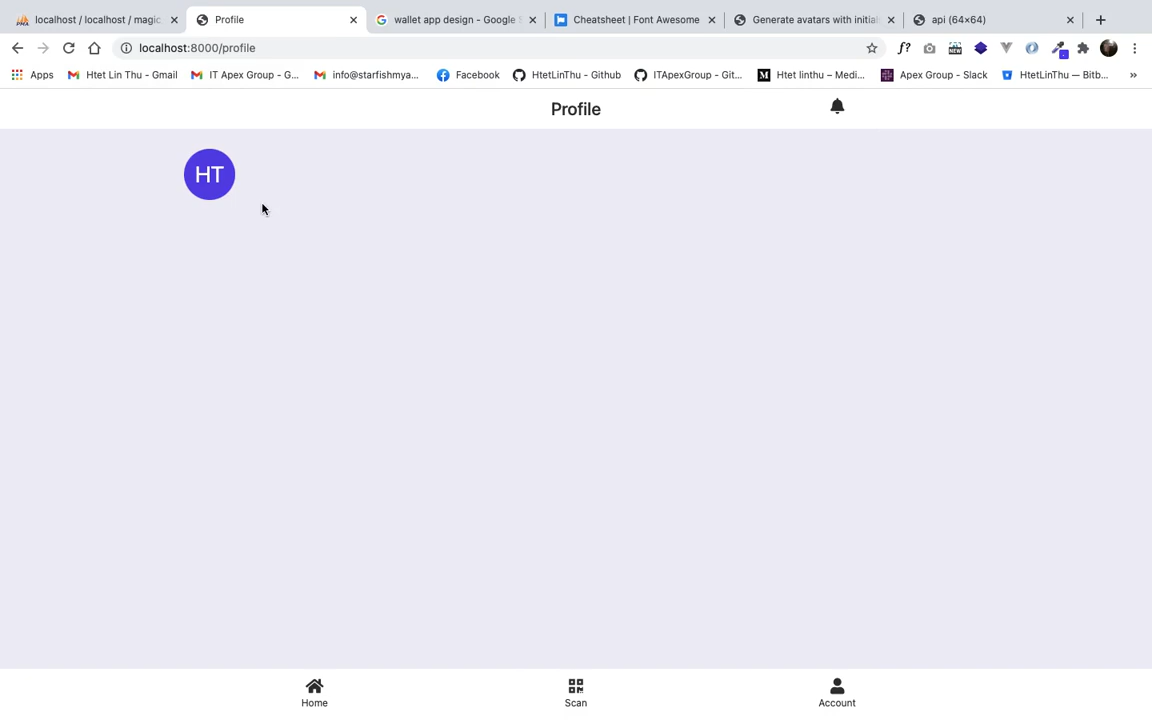 localhost / localhost / magic
Profile
wallet app design - Google S
Cheatsheet | Font Awesome
Generate avatars with initial
api (64×64)
localhost:8000/profile
f?
NEW
Apps
Htet Lin Thu - Gmail
IT Apex Group - G...
info@starfishmya...
Facebook
HtetLinThu - Github
ITApexGroup - Git...
Htet linthu – Medi...
Apex Group - Slack
HtetLinThu — Bitb...
»
Profile
HT
Home
Scan
Account